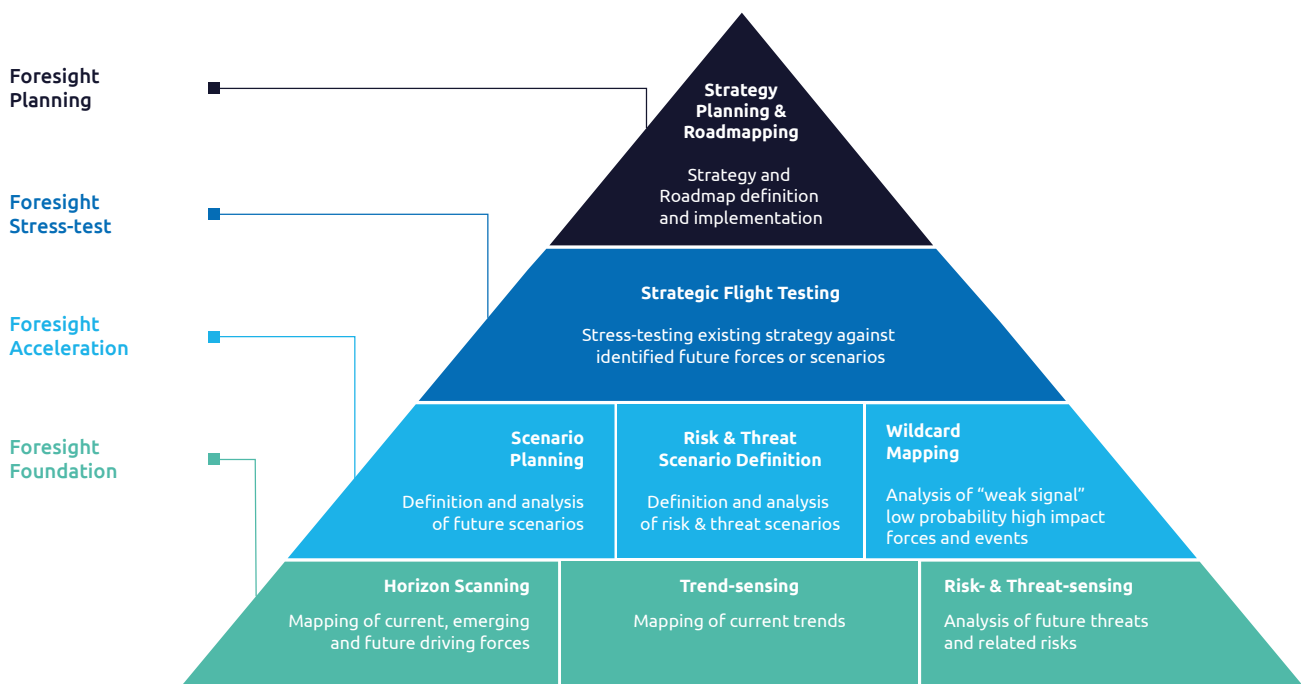 Foresight
Planning
Strategy
Planning &
Roadmapping
Strategy and
Roadmap definition
and implementation
Foresight
Stress-test
Strategic Flight Testing
Stress-testing existing strategy against
identified future forces or scenarios
Foresight
Acceleration
Scenario
Planning
Definition and analysis
of future scenarios
Risk & Threat
Scenario Definition
Definition and analysis
of risk & threat scenarios
Wildcard
Mapping
Analysis of “weak signal”
low probability high impact
forces and events
Foresight
Foundation
Horizon Scanning
Mapping of current, emerging
and future driving forces
Trend-sensing
Mapping of current trends
Risk- & Threat-sensing
Analysis of future threats
and related risks